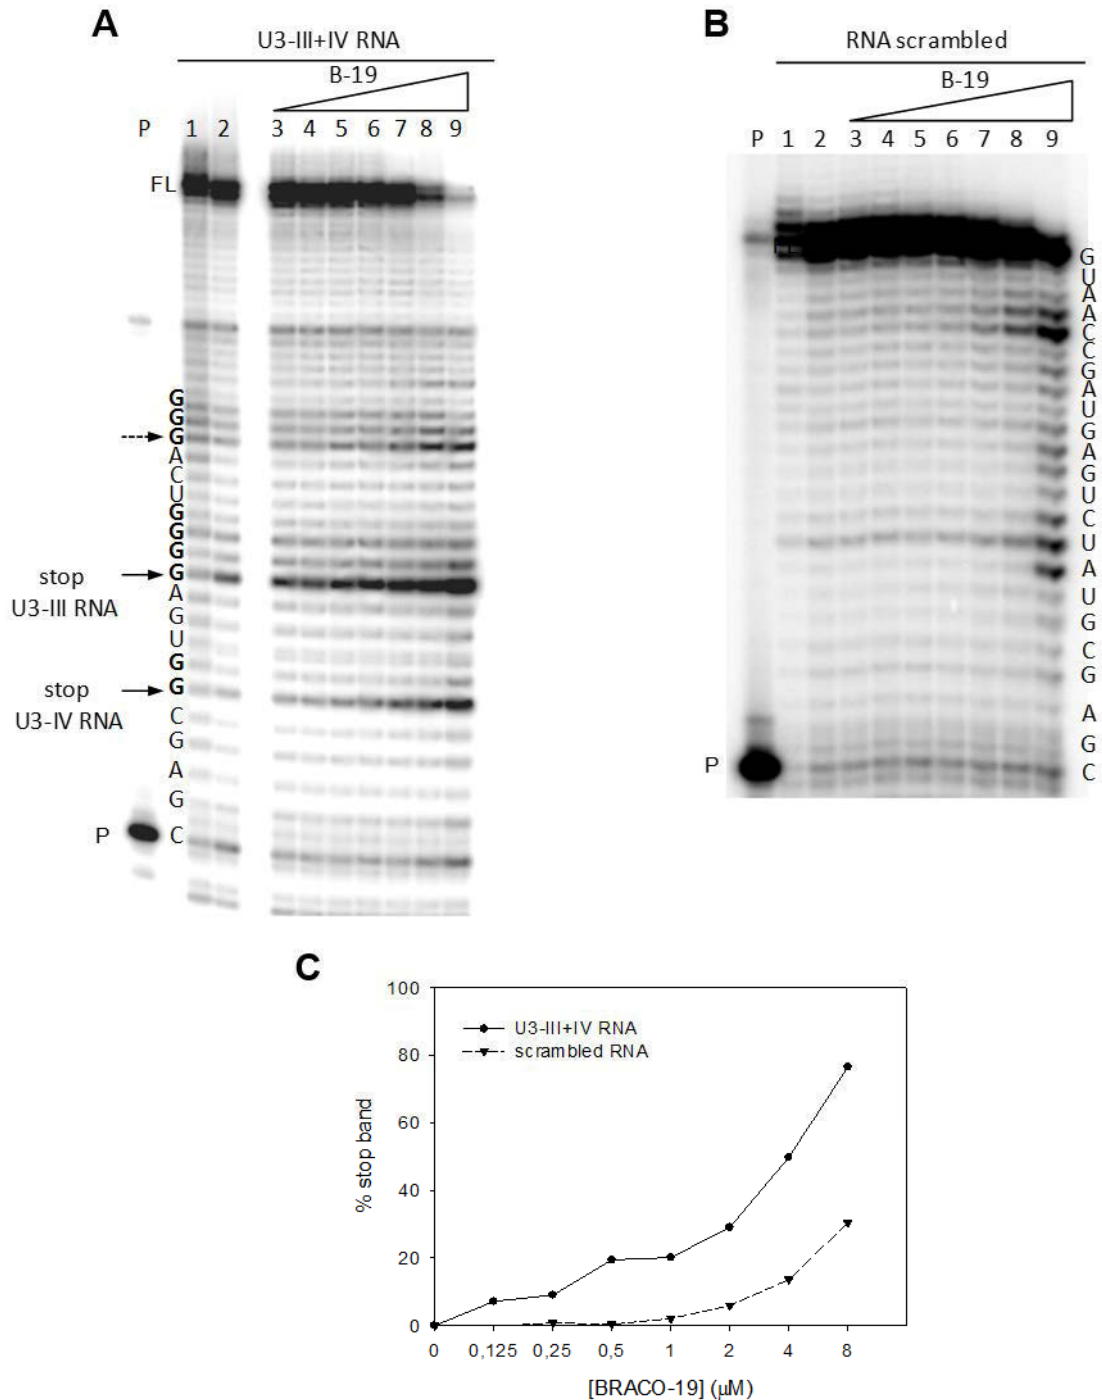 A
U3-III+IV RNA
B-19
P 1 2 3 4 5 6 7 8 9
FL
G
G
G
A
C
U
G
G
G
G
stop
U3-III RNA
A
G
U
G
G
stop
U3-IV RNA
C
G
A
G
P
C
B
RNA scrambled
B-19
P 1 2 3 4 5 6 7 8 9
G
U
A
A
C
C
G
A
U
G
A
G
U
C
U
A
U
G
C
G
A
G
P
C
C
100
80
60
40
20
0
% stop band
U3-III+IV RNA
scrambled RNA
0 0,125 0,25 0,5 1 2 4 8
[BRACO-19] (μM)